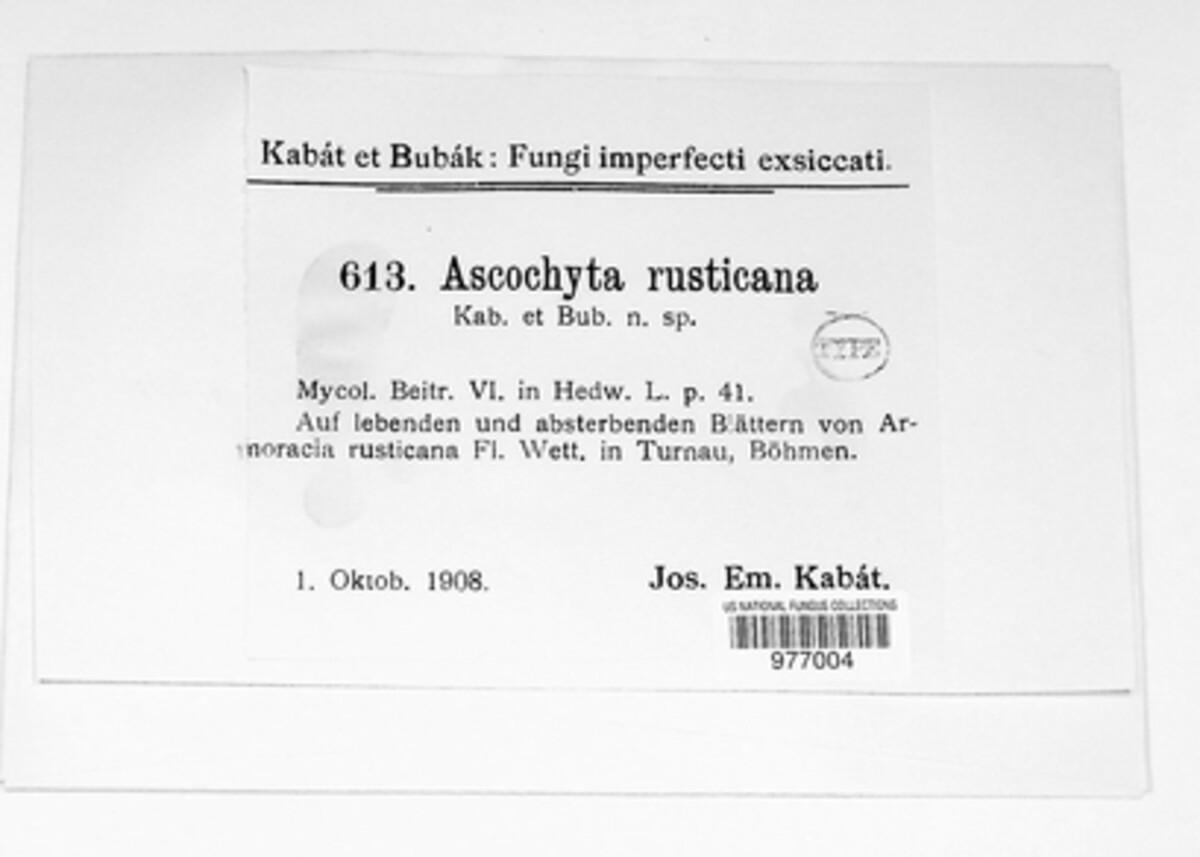 Kabát et Bubák: Fungi imperfecti exsiccati.
613. Ascochyta rusticana
Kab. et Bub. n. sp.
TYPE
Mycol. Beitr. VI. in Hedw. L. p. 41.
Auf lebenden und absterbenden Blättern von Ar-
moracia rusticana Fl. Wett. in Turnau, Böhmen.
1. Oktob. 1908.
Jos. Em. Kabát.
US NATIONAL FUNGUS COLLECTIONS
977004